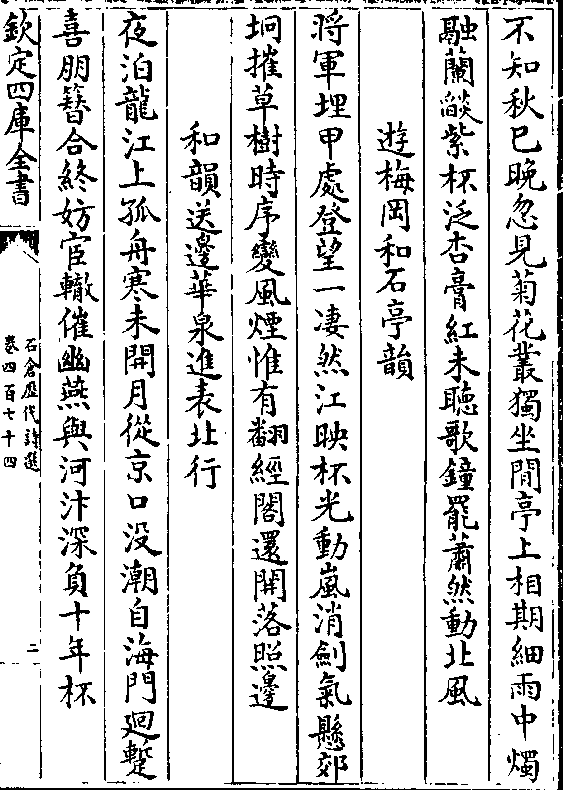 不知秋已晚忽見菊花叢獨坐閒亭上相期細雨中燭
融蘭燄紫杯泛杏膏紅未聽歌鐘罷蕭然動北風
遊梅岡和石亭韻
將軍埋甲處登望一凄然江映杯光動嵐消劍氣懸郊
坰摧草樹時序變風煙惟有翻經閣還開落照邊
和韻送邊華泉進表北行
夜泊龍江上孤舟寒未開月從京口没潮自海門迴蹔
喜朋簪合終妨宦轍催幽燕與河汴深負十年杯
欽定四庫全書
石倉歷代詩選
卷四百七十四
二